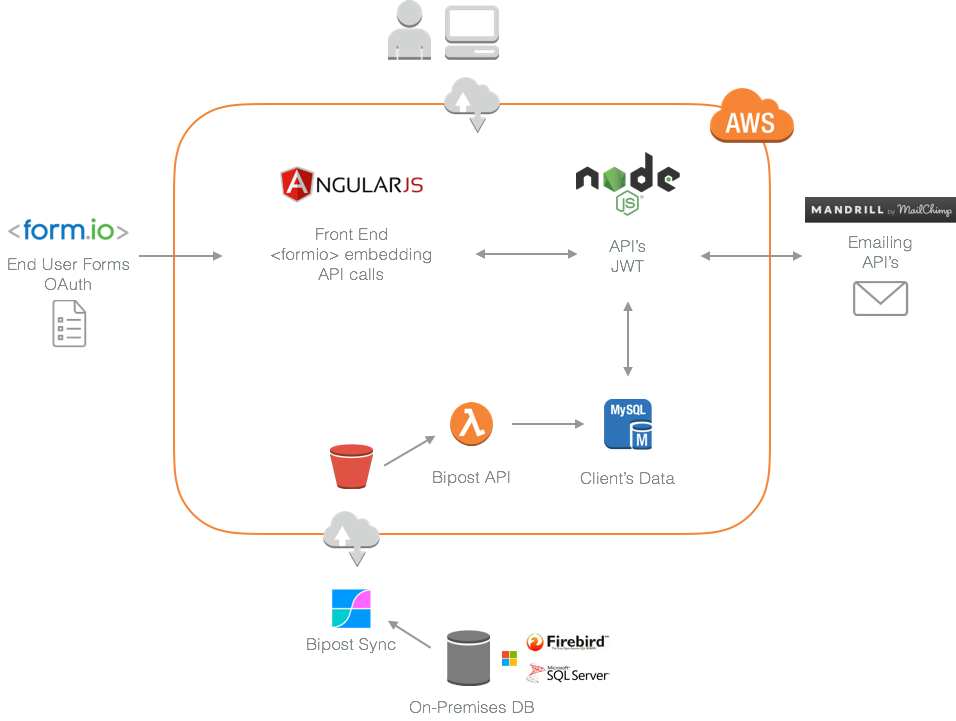 AWS
ANGULARJS
node
JS
MANDRILL by MailChimp
<form.io>
End User Forms
OAuth
Front End
<formio> embedding
API calls
API's
JWT
Emailing
API's
MySQL
M
Bipost API
Client's Data
Bipost Sync
Firebird
Microsoft
SQL Server
On-Premises DB